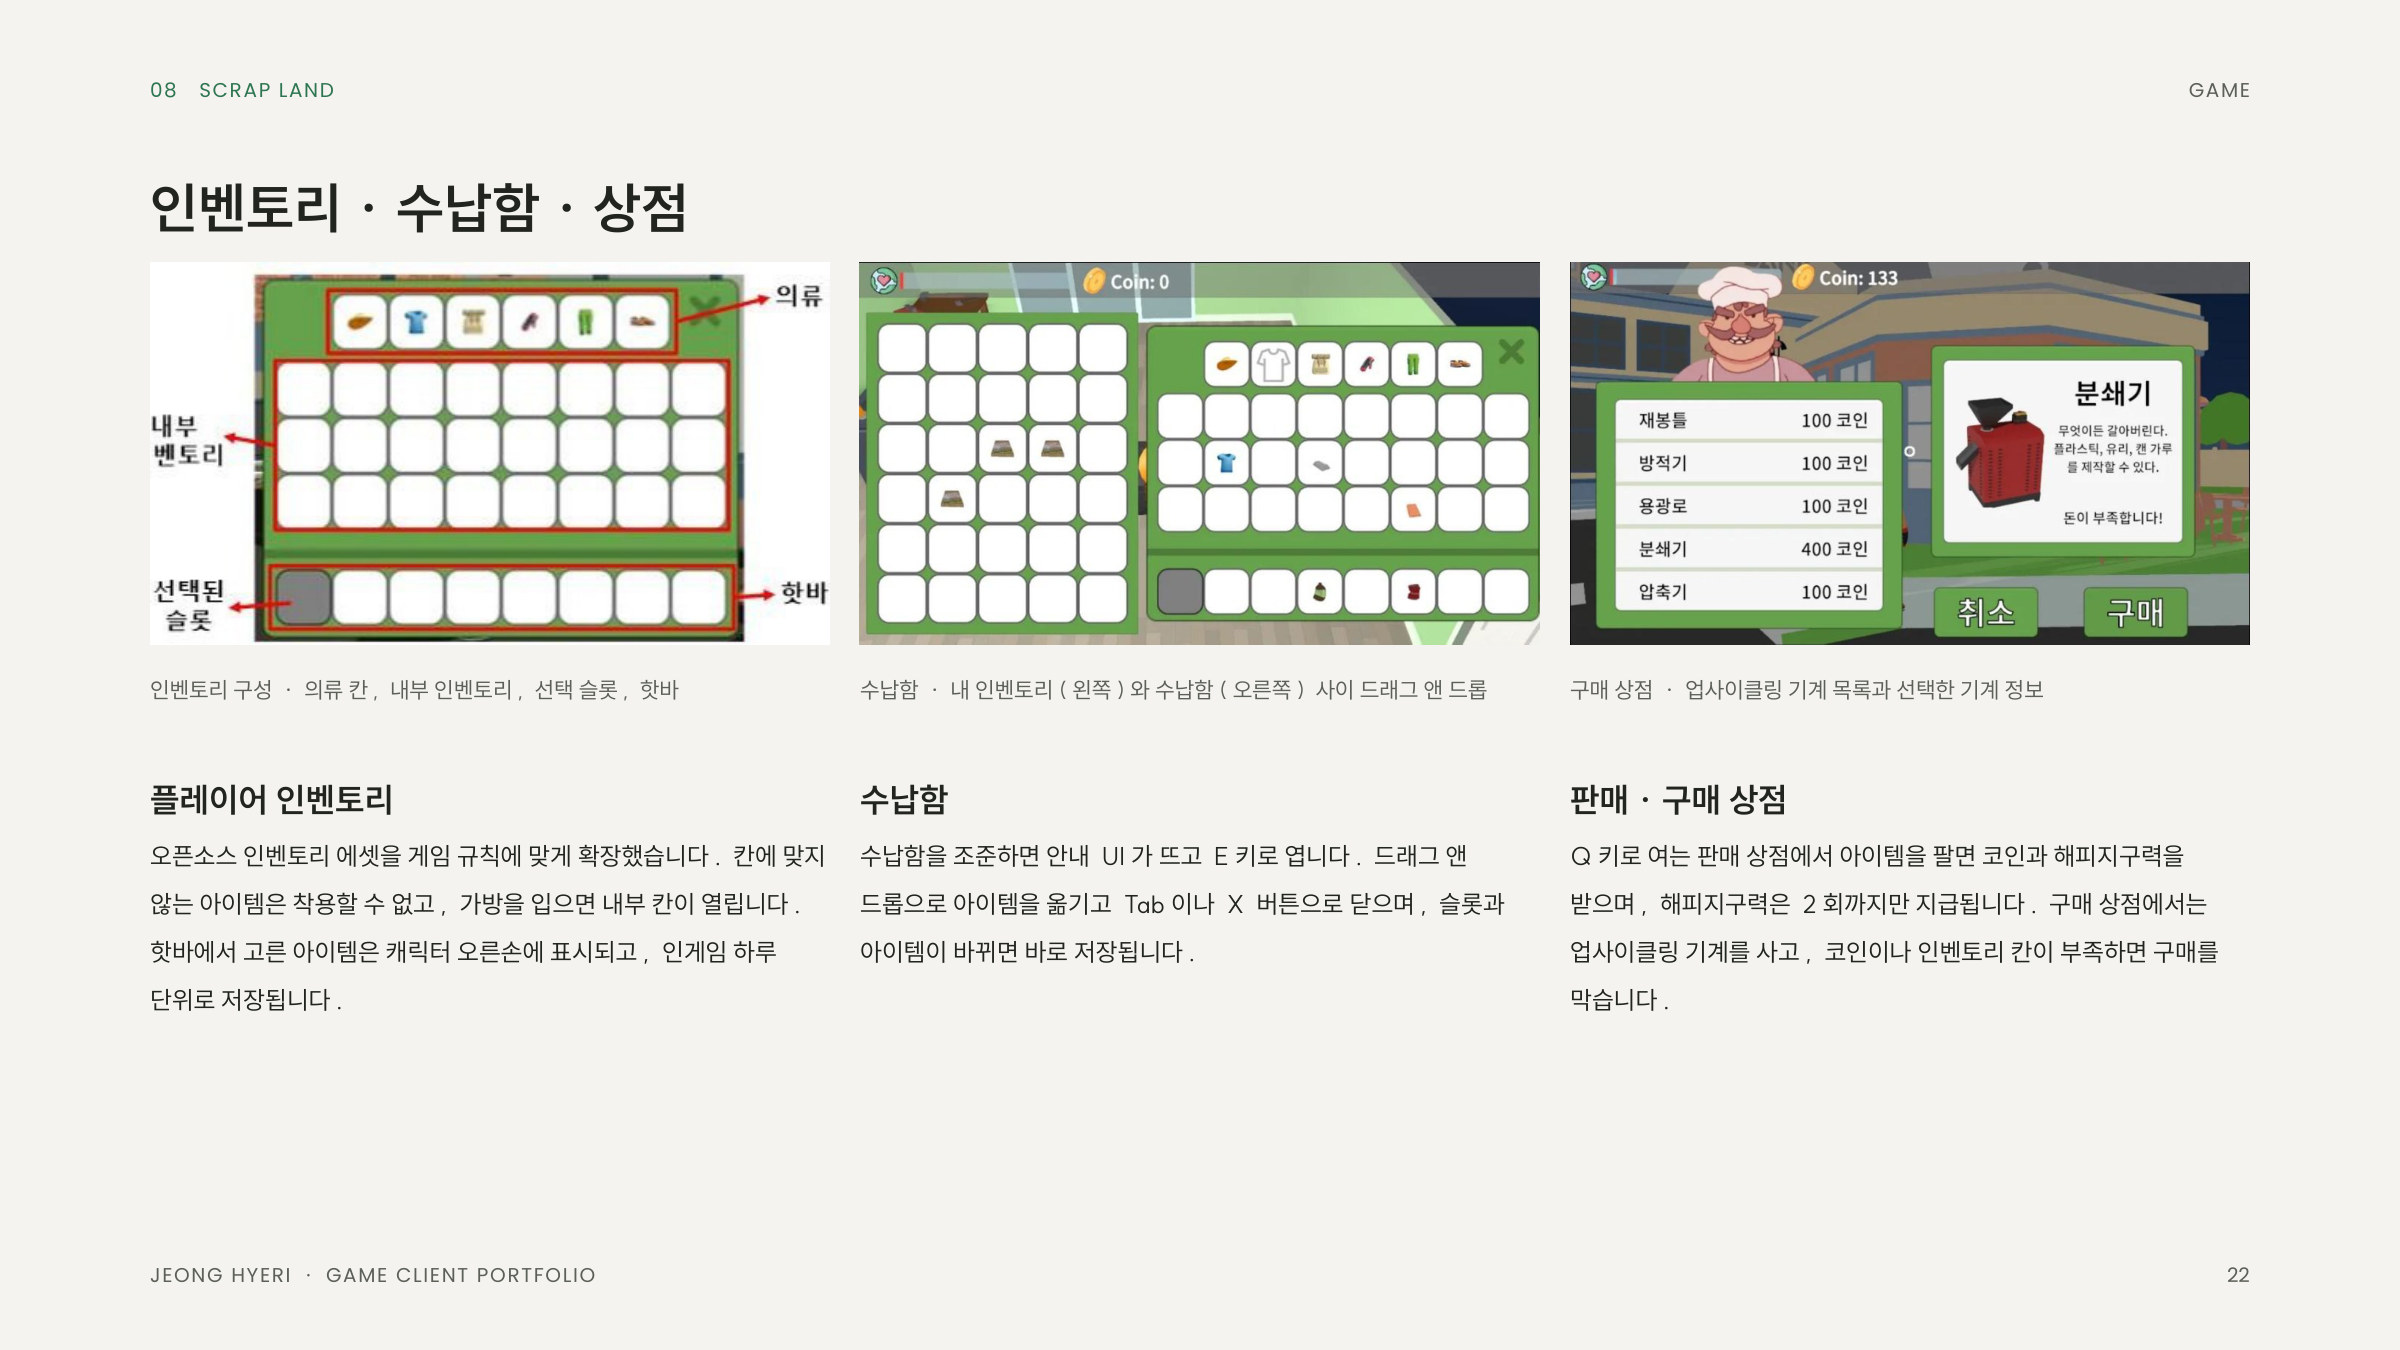 08 SCRAP LAND
GAME
인벤토리 · 수납함 · 상점
의류
내부
벤토리
선택된
슬롯
핫바
Coin: 0
Coin: 133
재봉틀 100 코인
방적기 100 코인
용광로 100 코인
분쇄기 400 코인
압축기 100 코인
분쇄기
무엇이든 갈아버린다.
플라스틱, 유리, 캔 가루
를 제작할 수 있다.
돈이 부족합니다!
취소
구매
인벤토리 구성 · 의류 칸 , 내부 인벤토리 , 선택 슬롯 , 핫바
수납함 · 내 인벤토리 ( 왼쪽 ) 와 수납함 ( 오른쪽 ) 사이 드래그 앤 드롭
구매 상점 · 업사이클링 기계 목록과 선택한 기계 정보
플레이어 인벤토리
오픈소스 인벤토리 에셋을 게임 규칙에 맞게 확장했습니다 . 칸에 맞지
않는 아이템은 착용할 수 없고 , 가방을 입으면 내부 칸이 열립니다 .
핫바에서 고른 아이템은 캐릭터 오른손에 표시되고 , 인게임 하루
단위로 저장됩니다 .
수납함
수납함을 조준하면 안내 UI 가 뜨고 E 키로 엽니다 . 드래그 앤
드롭으로 아이템을 옮기고 Tab 이나 X 버튼으로 닫으며 , 슬롯과
아이템이 바뀌면 바로 저장됩니다 .
판매 · 구매 상점
Q 키로 여는 판매 상점에서 아이템을 팔면 코인과 해피지구력을
받으며 , 해피지구력은 2 회까지만 지급됩니다 . 구매 상점에서는
업사이클링 기계를 사고 , 코인이나 인벤토리 칸이 부족하면 구매를
막습니다 .
JEONG HYERI · GAME CLIENT PORTFOLIO
22